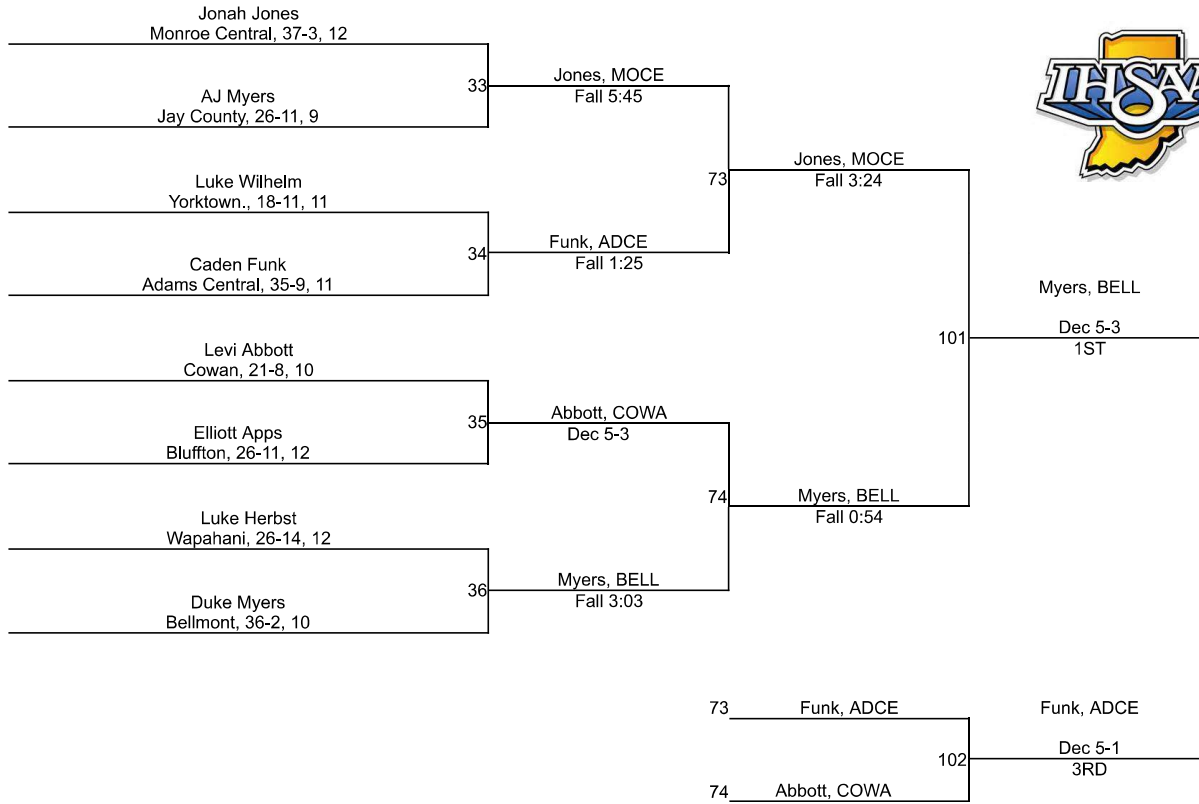 Jonah Jones
Monroe Central, 37-3, 12
33
Jones, MOCE
Fall 5:45
AJ Myers
Jay County, 26-11, 9
73
Jones, MOCE
Fall 3:24
Luke Wilhelm
Yorktown., 18-11, 11
34
Funk, ADCE
Fall 1:25
Caden Funk
Adams Central, 35-9, 11
101
Myers, BELL
Dec 5-3
1ST
Levi Abbott
Cowan, 21-8, 10
35
Abbott, COWA
Dec 5-3
Elliott Apps
Bluffton, 26-11, 12
74
Myers, BELL
Fall 0:54
Luke Herbst
Wapahani, 26-14, 12
36
Myers, BELL
Fall 3:03
Duke Myers
Bellmont, 36-2, 10
73
Funk, ADCE
102
Funk, ADCE
Dec 5-1
3RD
74
Abbott, COWA
IHSAA